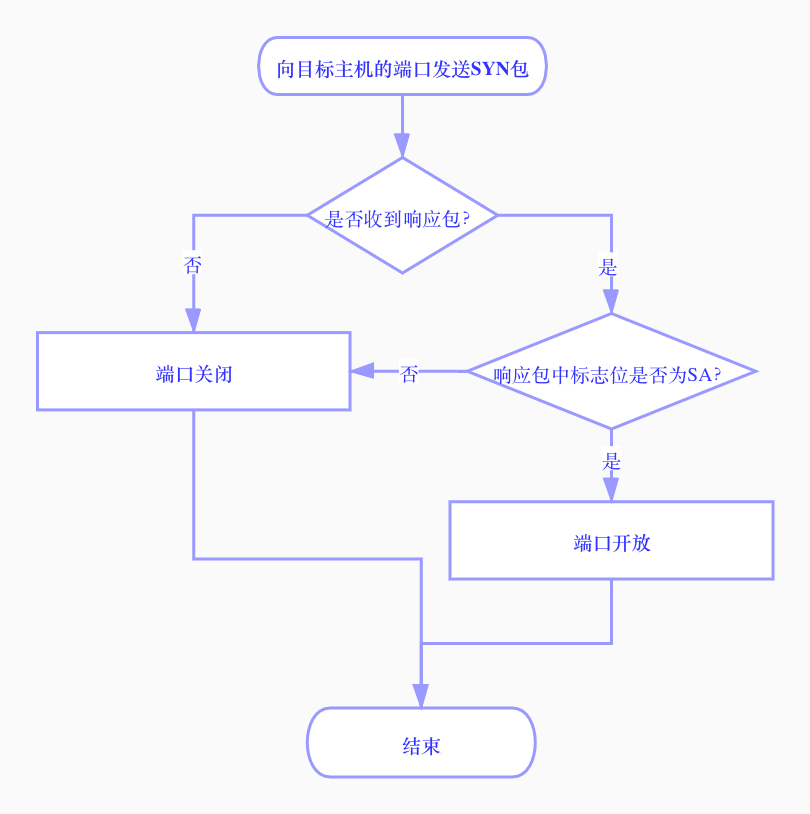 向目标主机的端口发送SYN包
是否收到响应包?
否
是
端口关闭
否
响应包中标志位是否为SA?
是
端口开放
结束